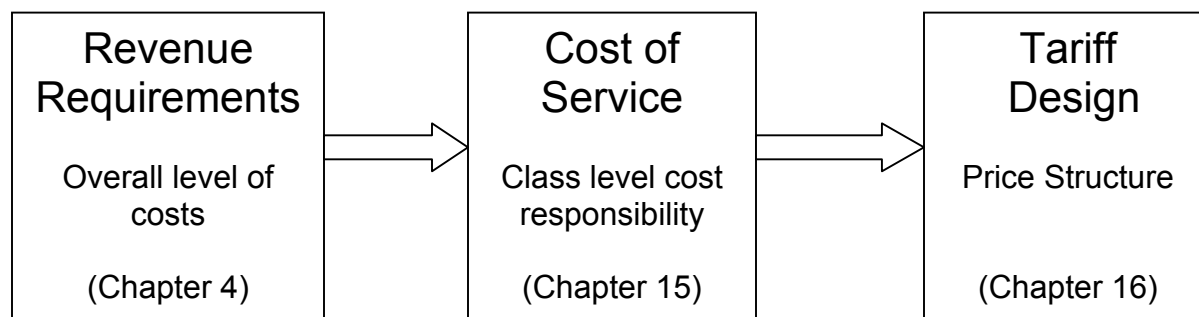 Revenue
Requirements
Overall level of
costs
(Chapter 4)
Cost of
Service
Class level cost
responsibility
(Chapter 15)
Tariff
Design
Price Structure
(Chapter 16)